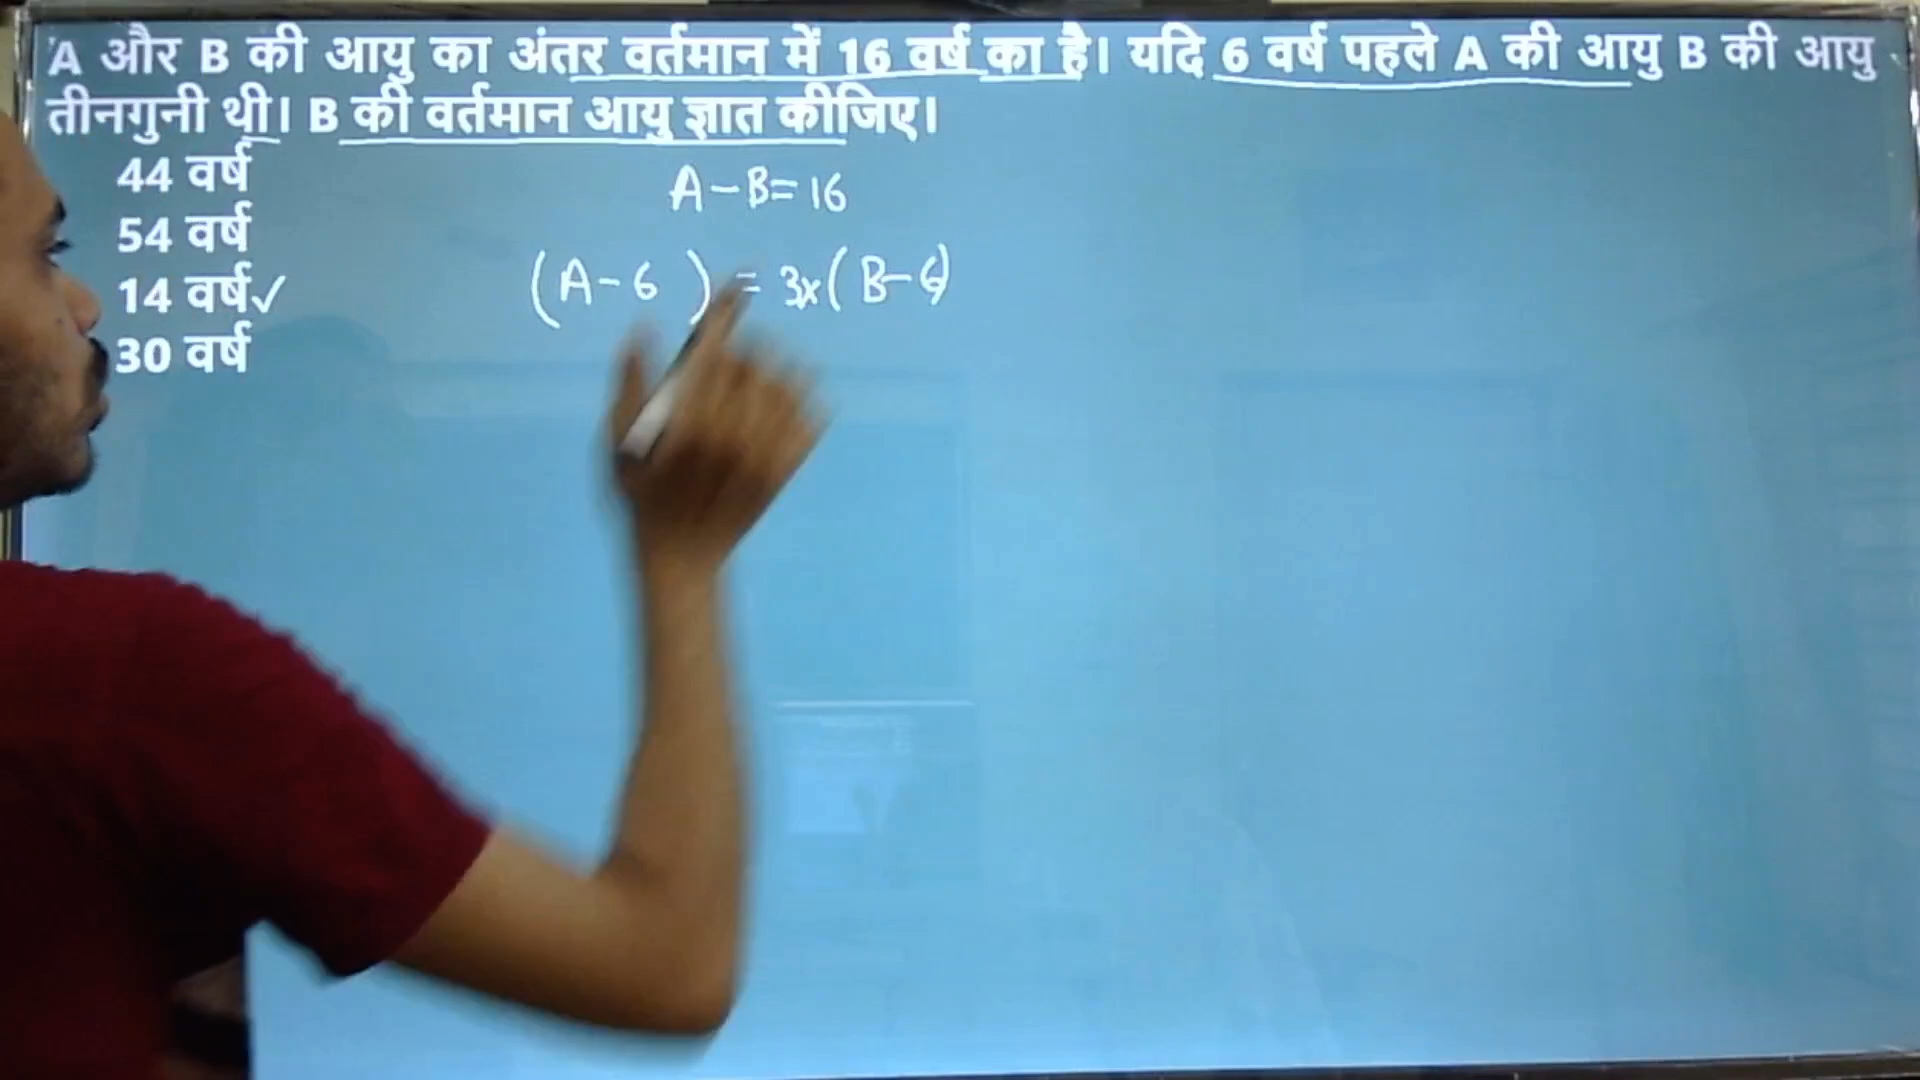 A और B की आयु का अंतर वर्तमान में 16 वर्ष का है। यदि 6 वर्ष पहले A की आयु B की आयु
तीनगुनी थी। B की वर्तमान आयु ज्ञात कीजिए।
44 वर्ष
54 वर्ष
14 वर्ष✓
30 वर्ष
A-B=16
(A-6) = 3x(B-6)